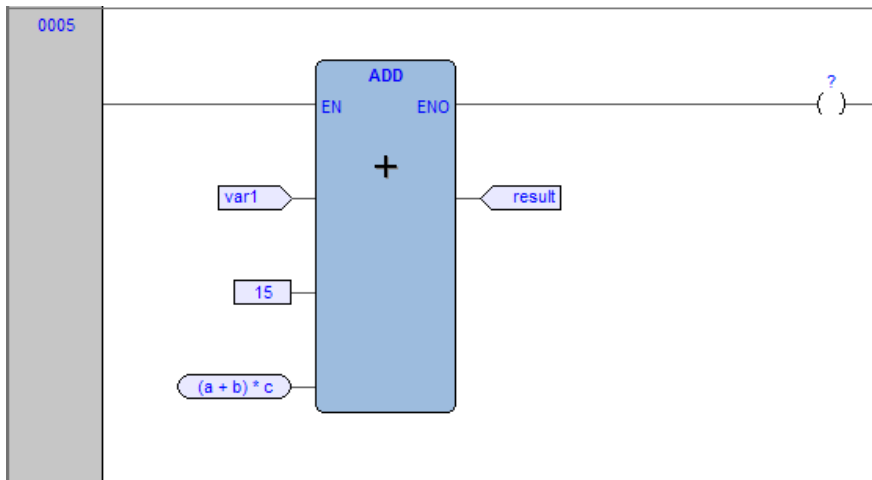 0005
ADD
?
EN
ENO
+
var1
result
15
(a + b) * c
( )